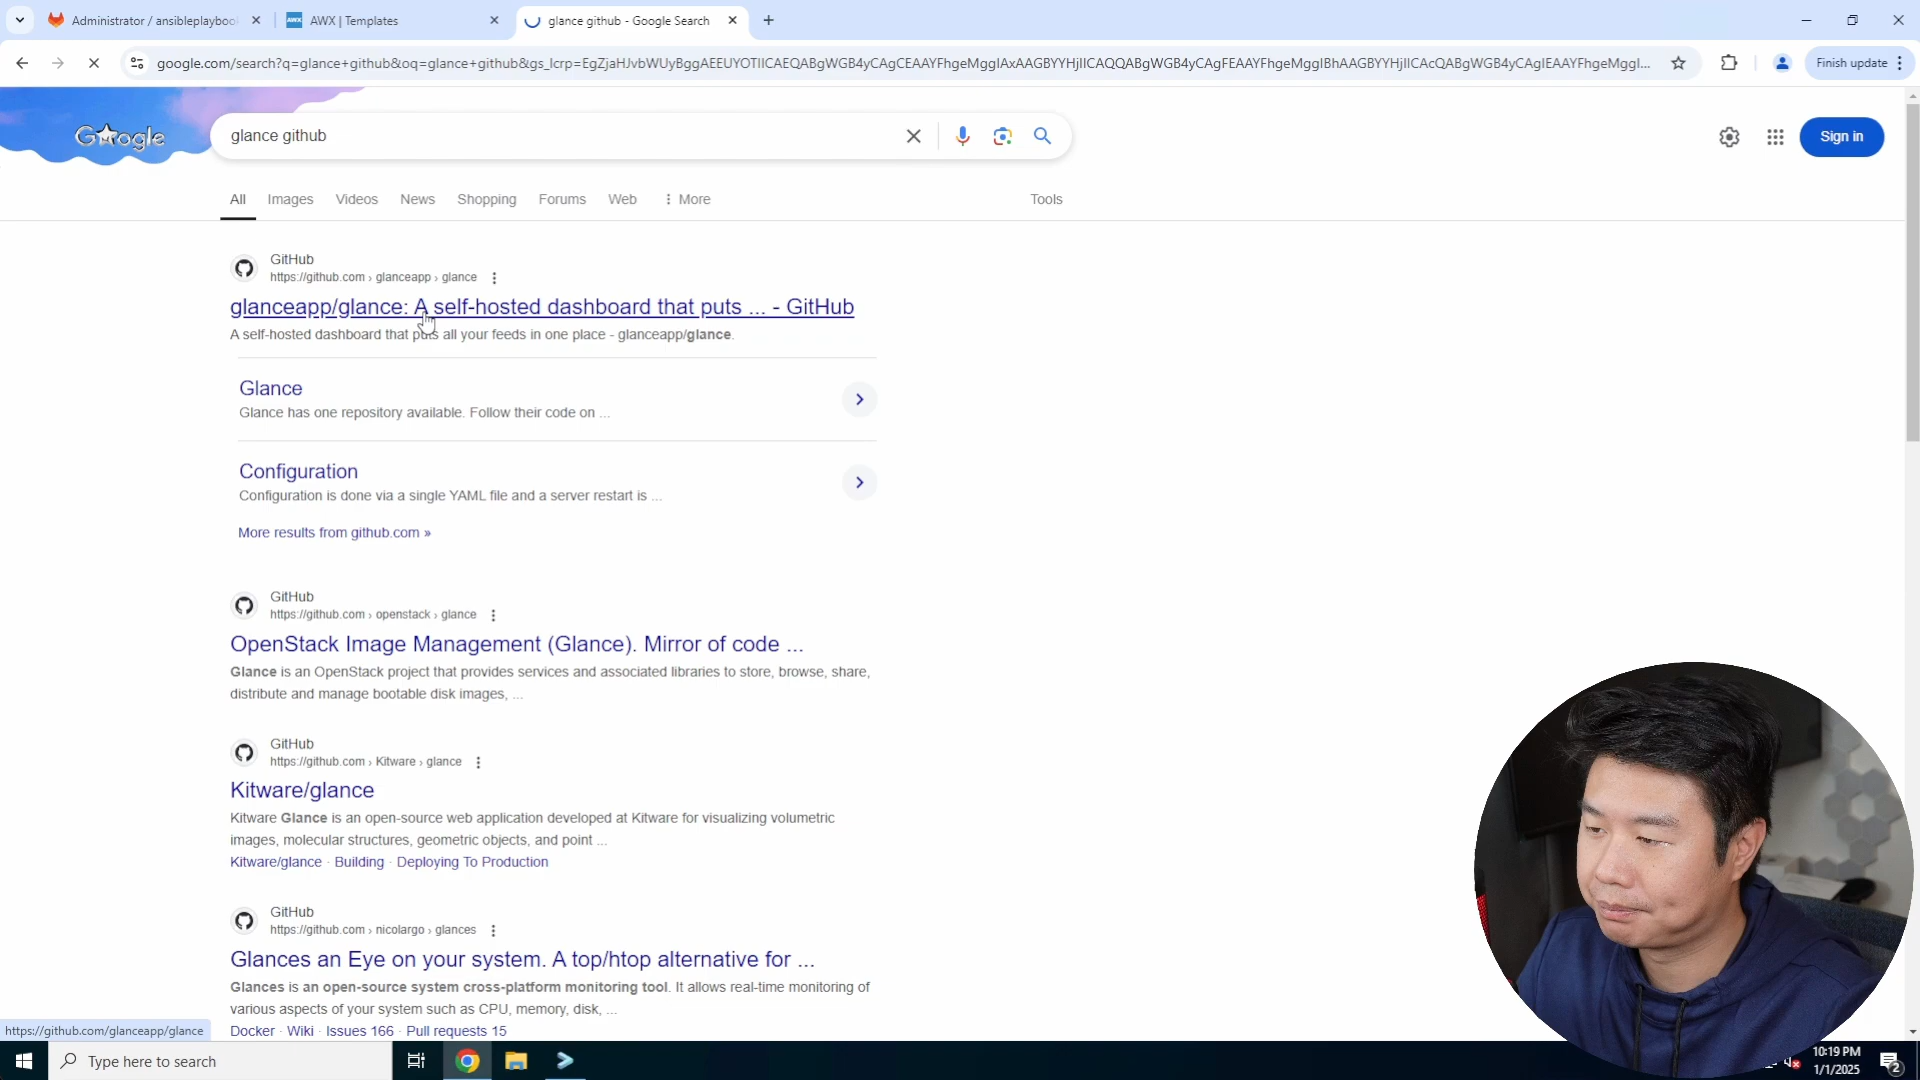 Administrator / ansibleplaybook
AWX | Templates
glance github - Google Search
google.com/search?q=glance+github&oq=glance+github&gs_lcrp=
Finish update
Google
glance github
Sign in
All Images Videos News Shopping Forums Web More Tools
GitHub
https://github.com › glanceapp › glance
glanceapp/glance: A self-hosted dashboard that puts ... - GitHub
A self-hosted dashboard that puts all your feeds in one place - glanceapp/glance.
Glance
Glance has one repository available. Follow their code on ...
Configuration
Configuration is done via a single YAML file and a server restart is ...
More results from github.com »
GitHub
https://github.com › openstack › glance
OpenStack Image Management (Glance). Mirror of code ...
Glance is an OpenStack project that provides services and associated libraries to store, browse, share,
distribute and manage bootable disk images, ...
GitHub
https://github.com › Kitware › glance
Kitware/glance
Kitware Glance is an open-source web application developed at Kitware for visualizing volumetric
images, molecular structures, geometric objects, and point ...
Kitware/glance · Building · Deploying To Production
GitHub
https://github.com › nicolargo › glances
Glances an Eye on your system. A top/htop alternative for ...
Glances is an open-source system cross-platform monitoring tool. It allows real-time monitoring of
various aspects of your system such as CPU, memory, disk, ...
Docker · Wiki · Issues 166 · Pull requests 15
https://github.com/glanceapp/glance
Type here to search
10:19 PM
1/1/2025
2